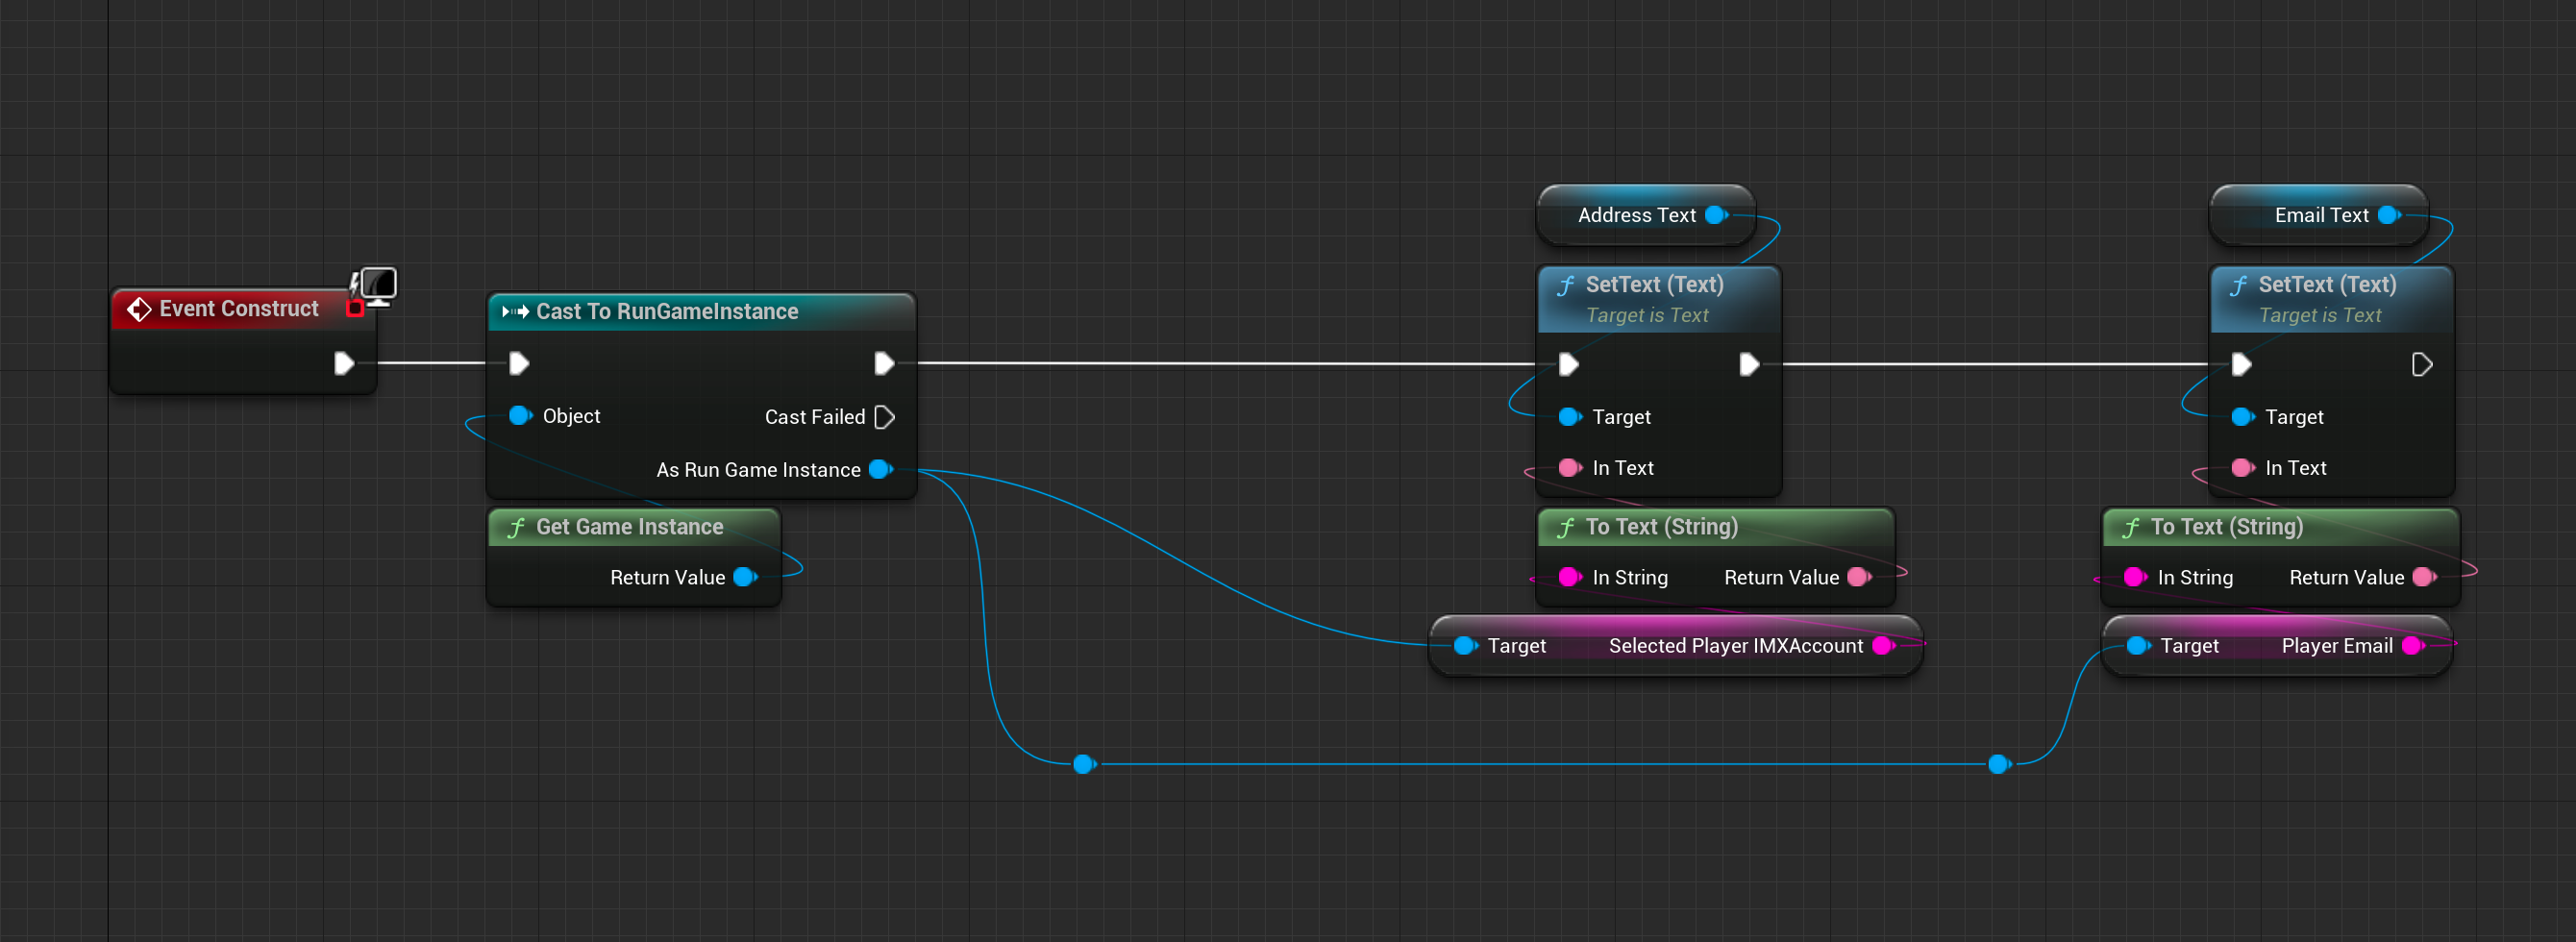 Event Construct
Cast To RunGameInstance
Object
Cast Failed
As Run Game Instance
Get Game Instance
Return Value
Address Text
SetText (Text)
Target is Text
Target
In Text
To Text (String)
In String Return Value
Target Selected Player IMXAccount
Email Text
SetText (Text)
Target is Text
Target
In Text
To Text (String)
In String Return Value
Target Player Email